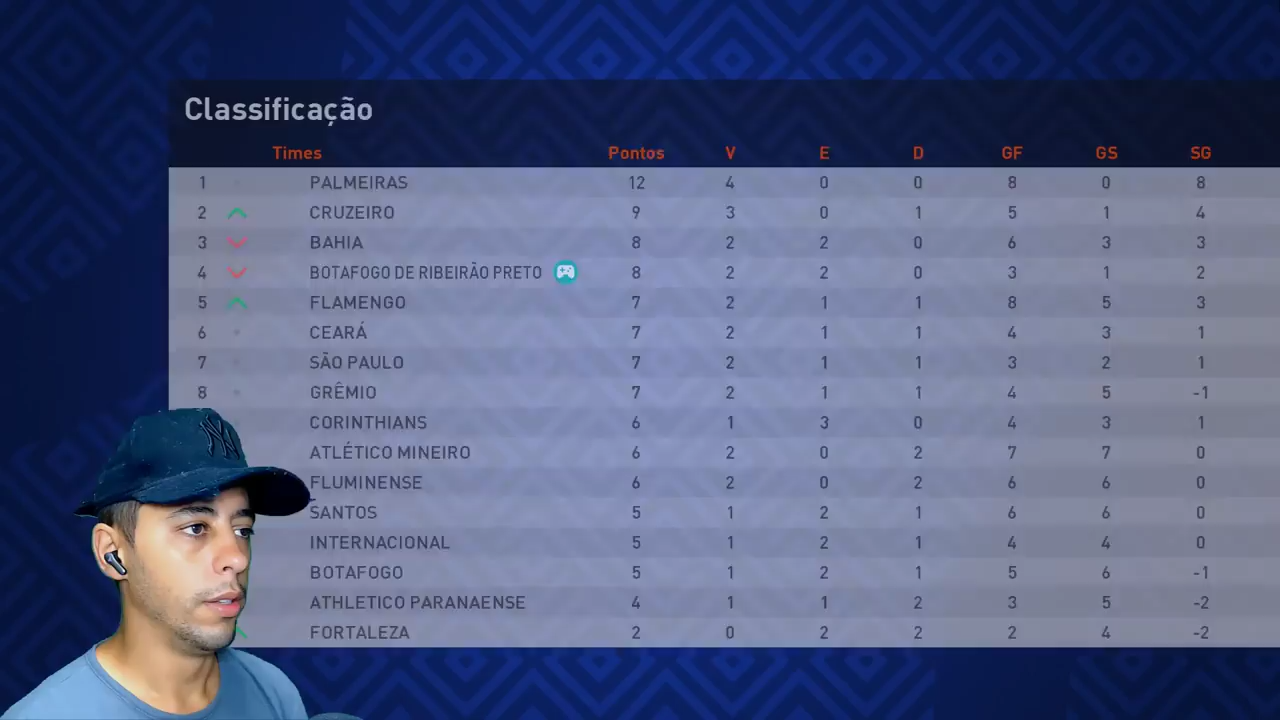 Classificação
Times Pontos V E D GF GS SG
1 PALMEIRAS 12 4 0 0 8 0 8
2 CRUZEIRO 9 3 0 1 5 1 4
3 BAHIA 8 2 2 0 6 3 3
4 BOTAFOGO DE RIBEIRÃO PRETO 8 2 2 0 3 1 2
5 FLAMENGO 7 2 1 1 8 5 3
6 CEARÁ 7 2 1 1 4 3 1
7 SÃO PAULO 7 2 1 1 3 2 1
8 GRÊMIO 7 2 1 1 4 5 -1
CORINTHIANS 6 1 3 0 4 3 1
ATLÉTICO MINEIRO 6 2 0 2 7 7 0
FLUMINENSE 6 2 0 2 6 6 0
SANTOS 5 1 2 1 6 6 0
INTERNACIONAL 5 1 2 1 4 4 0
BOTAFOGO 5 1 2 1 5 6 -1
ATHLETICO PARANAENSE 4 1 1 2 3 5 -2
FORTALEZA 2 0 2 2 2 4 -2
NY